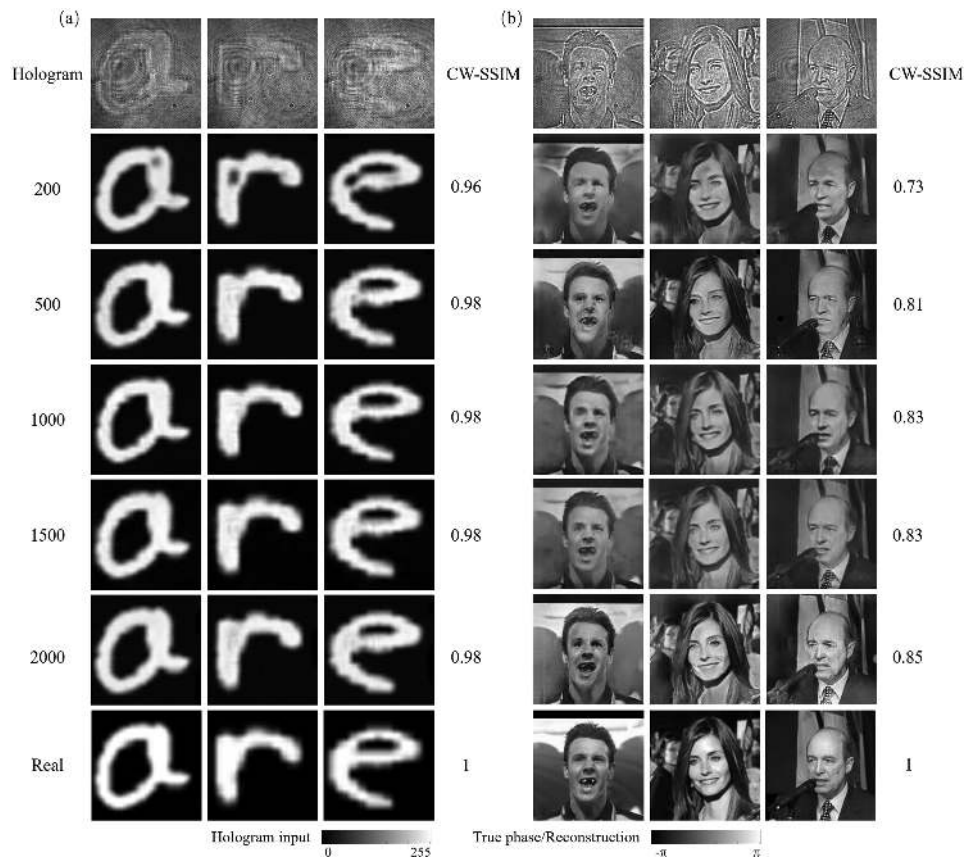 (a) (b)
Hologram CW-SSIM CW-SSIM
200 a r e 0.96 0.73
500 a r e 0.98 0.81
1000 a r e 0.98 0.83
1500 a r e 0.98 0.83
2000 a r e 0.98 0.85
Real a r e 1 1
Hologram input 0 255 True phase/Reconstruction -π π